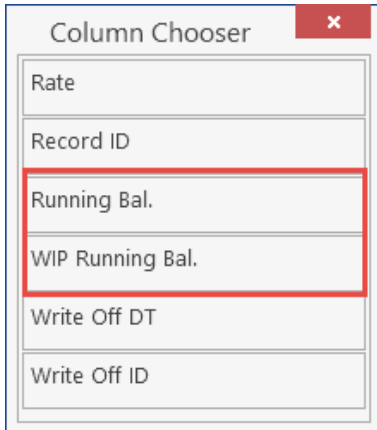 Column Chooser
Rate
Record ID
Running Bal.
WIP Running Bal.
Write Off DT
Write Off ID